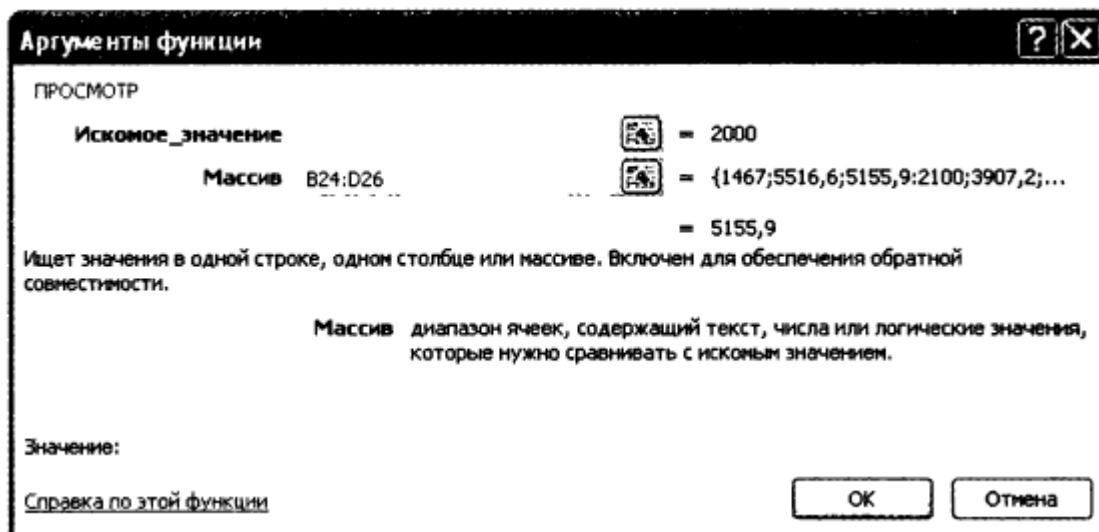 Аргументы функции
ПРОСМОТР
Искомое_значение = 2000
Массив B24:D26 = {1467;5516,6;5155,9:2100;3907,2;...
= 5155,9
Ищет значения в одной строке, одном столбце или массиве. Включен для обеспечения обратной
совместимости.
Массив диапазон ячеек, содержащий текст, числа или логические значения,
которые нужно сравнивать с искомым значением.
Значение:
Справка по этой функции
ОК Отмена